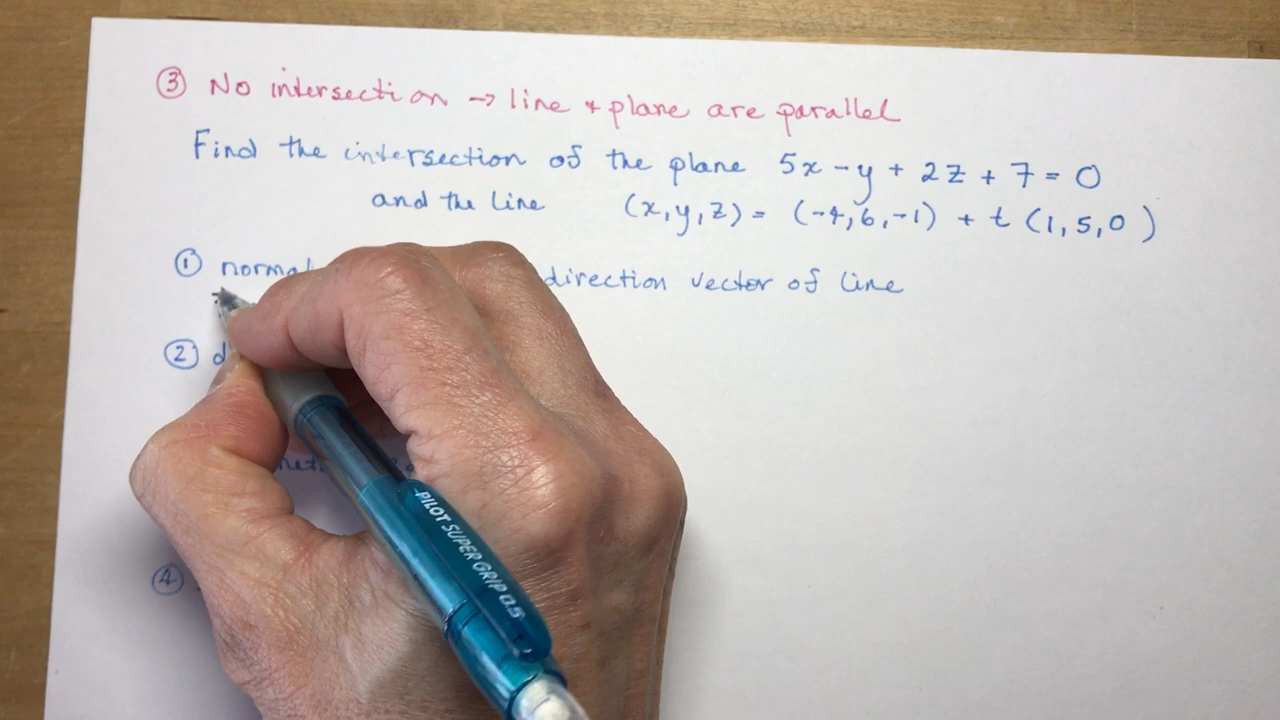 ③ No intersection → line + plane are parallel
Find the intersection of the plane 5x - y + 2z + 7 = 0
and the line (x, y, z) = (-4, 6, -1) + t (1, 5, 0)
① normal direction vector of line
②
④
PILOT SUPER GRIP 0.5